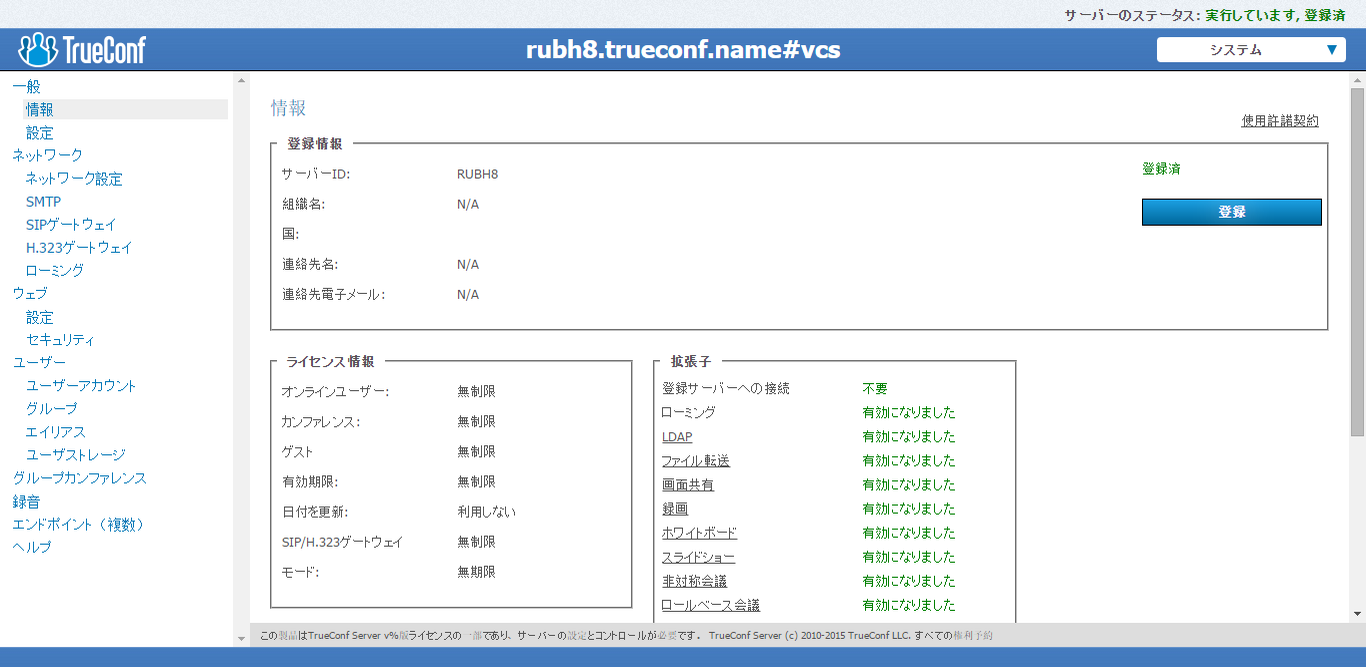 サーバーのステータス: 実行しています, 登録済
TrueConf
rubh8.trueconf.name#vcs
システム
一般
情報
設定
ネットワーク
ネットワーク設定
SMTP
SIPゲートウェイ
H.323ゲートウェイ
ローミング
ウェブ
設定
セキュリティ
ユーザー
ユーザーアカウント
グループ
エイリアス
ユーザストレージ
グループカンファレンス
録音
エンドポイント（複数）
ヘルプ
情報
使用許諾契約
登録情報
サーバーID: RUBH8
組織名: N/A
国:
連絡先名: N/A
連絡先電子メール: N/A
登録済
登録
ライセンス情報
オンラインユーザー: 無制限
カンファレンス: 無制限
ゲスト 無制限
有効期限: 無制限
日付を更新: 利用しない
SIP/H.323ゲートウェイ 無制限
モード: 無期限
拡張子
登録サーバーへの接続 不要
ローミング 有効になりました
LDAP 有効になりました
ファイル転送 有効になりました
画面共有 有効になりました
録画 有効になりました
ホワイトボード 有効になりました
スライドショー 有効になりました
非対称会議 有効になりました
ロールベース会議 有効になりました
この製品はTrueConf Server v%版ライセンスの一部であり、サーバーの設定とコントロールが必要です。 TrueConf Server (c) 2010-2015 TrueConf LLC. すべての権利予約